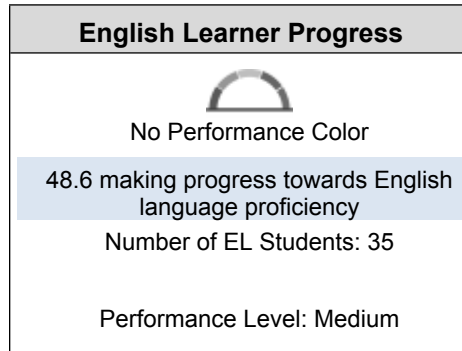 English Learner Progress
No Performance Color
48.6 making progress towards English
language proficiency
Number of EL Students: 35
Performance Level: Medium